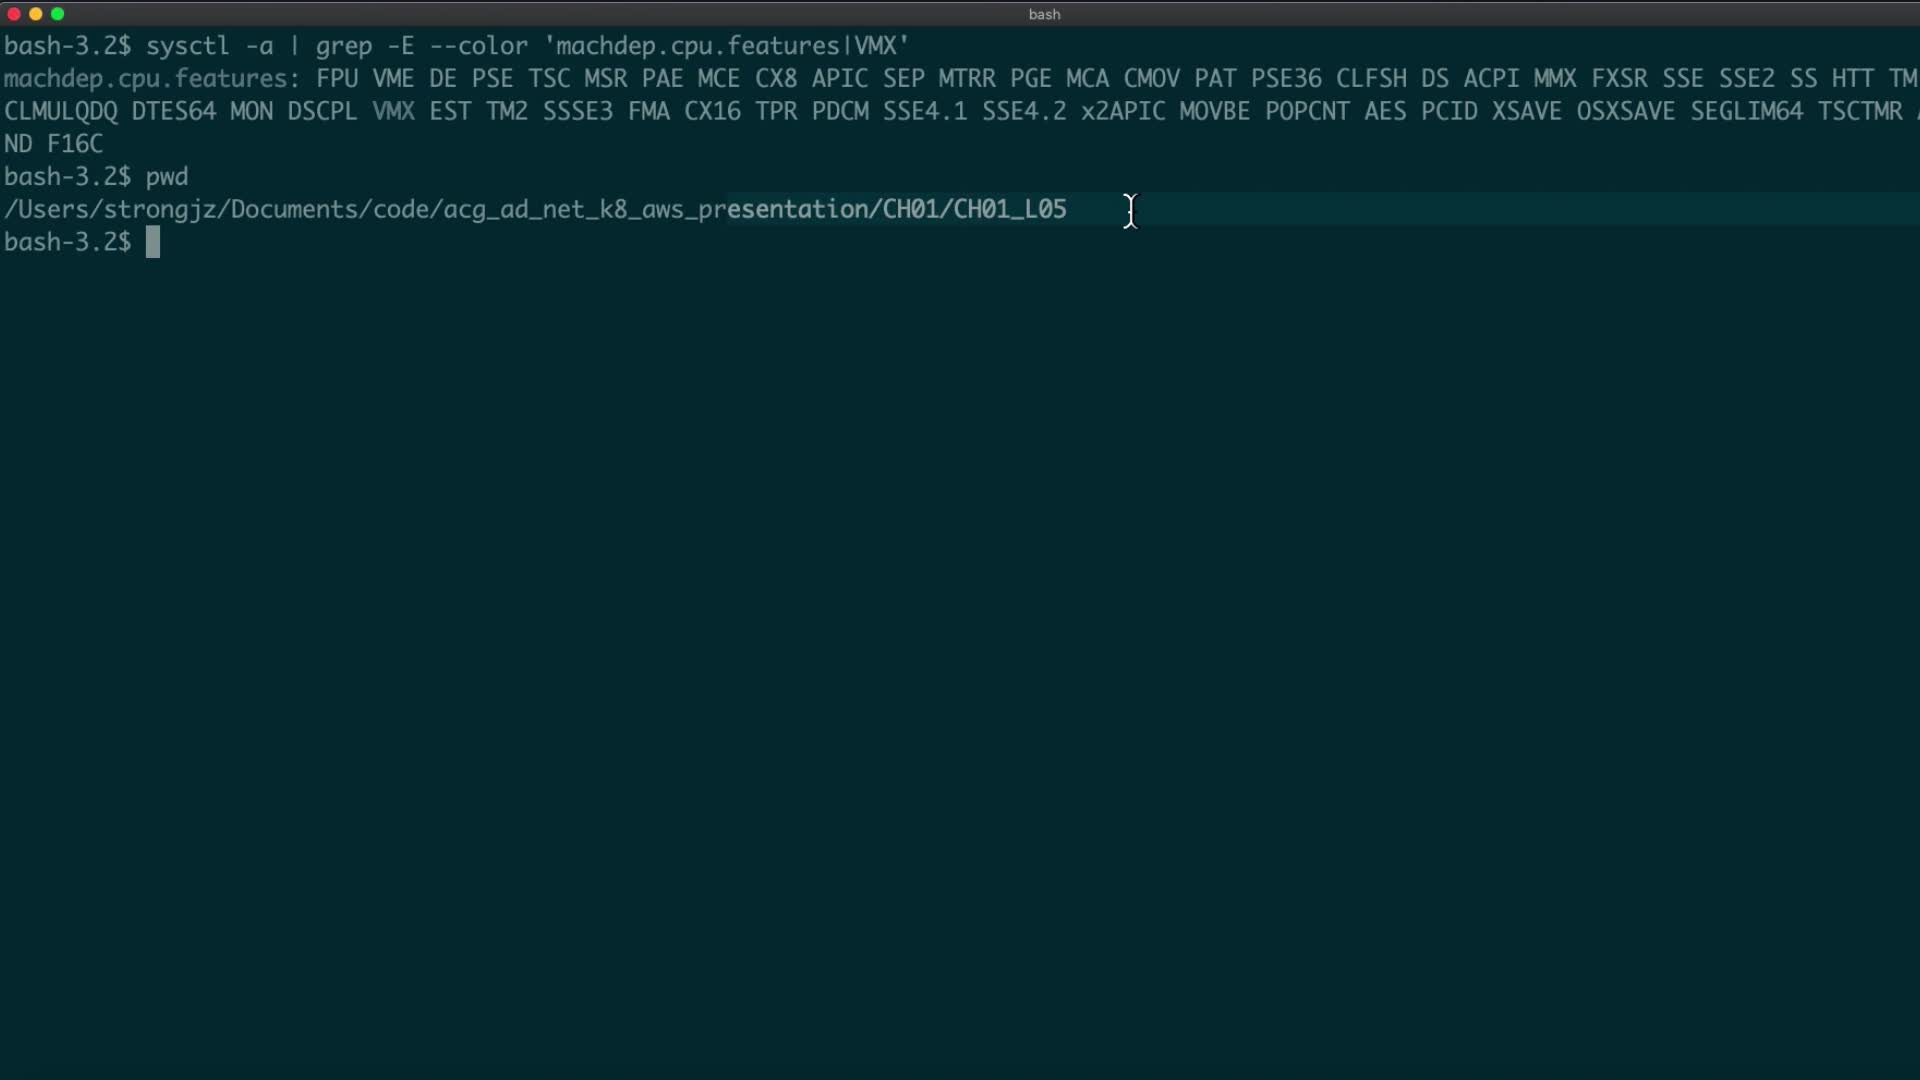 bash
bash-3.2$ sysctl -a | grep -E --color 'machdep.cpu.features|VMX'
machdep.cpu.features: FPU VME DE PSE TSC MSR PAE MCE CX8 APIC SEP MTRR PGE MCA CMOV PAT PSE36 CLFSH DS ACPI MMX FXSR SSE SSE2 SS HTT TM
CLMULQDQ DTES64 MON DSCPL VMX EST TM2 SSSE3 FMA CX16 TPR PDCM SSE4.1 SSE4.2 x2APIC MOVBE POPCNT AES PCID XSAVE OSXSAVE SEGLIM64 TSCTMR
ND F16C
bash-3.2$ pwd
/Users/strongjz/Documents/code/acg_ad_net_k8_aws_presentation/CH01/CH01_L05
bash-3.2$